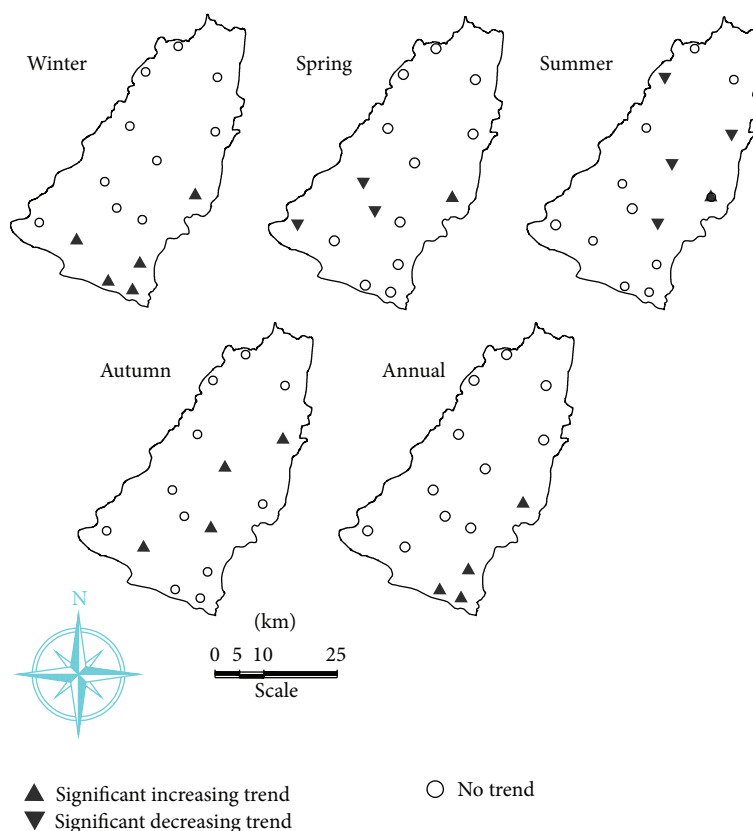 Winter
Spring
Summer
Autumn
Annual
N
(km)
0 5 10 25
Scale
Significant increasing trend
No trend
Significant decreasing trend